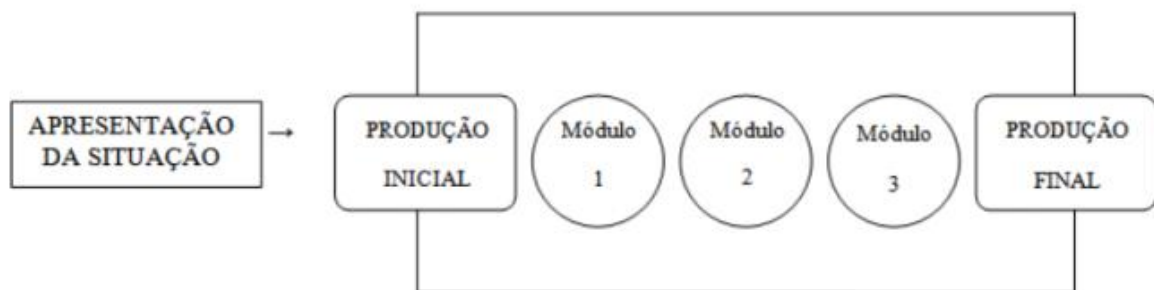 APRESENTAÇÃO
DA SITUAÇÃO
→
PRODUÇÃO
INICIAL
Módulo
1
Módulo
2
Módulo
3
PRODUÇÃO
FINAL